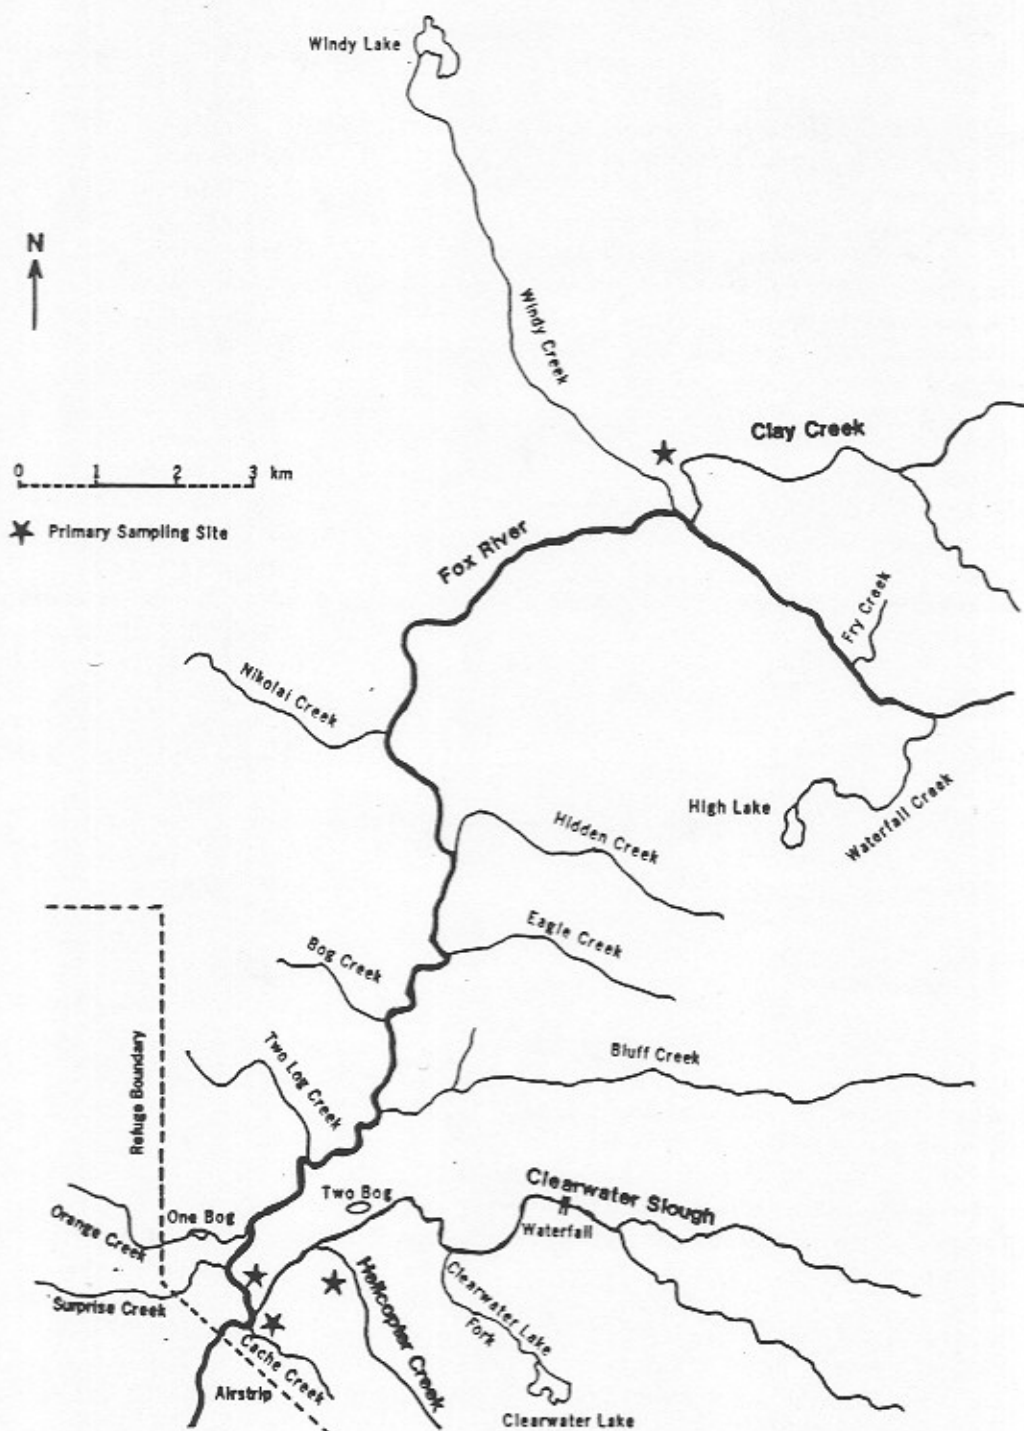 Windy Lake
N
Windy Creek
Clay Creek
0 1 2 3 km
Primary Sampling Site
Fox River
Fry Creek
Nikolai Creek
High Lake
Waterfall Creek
Hidden Creek
Eagle Creek
Bog Creek
Refuge Boundary
Two Log Creek
Bluff Creek
Two Bog
Clearwater Slough
Waterfall
Orange Creek
One Bog
Surprise Creek
Helicopter Creek
Clearwater Lake
Fork
Cache Creek
Airstrip
Clearwater Lake